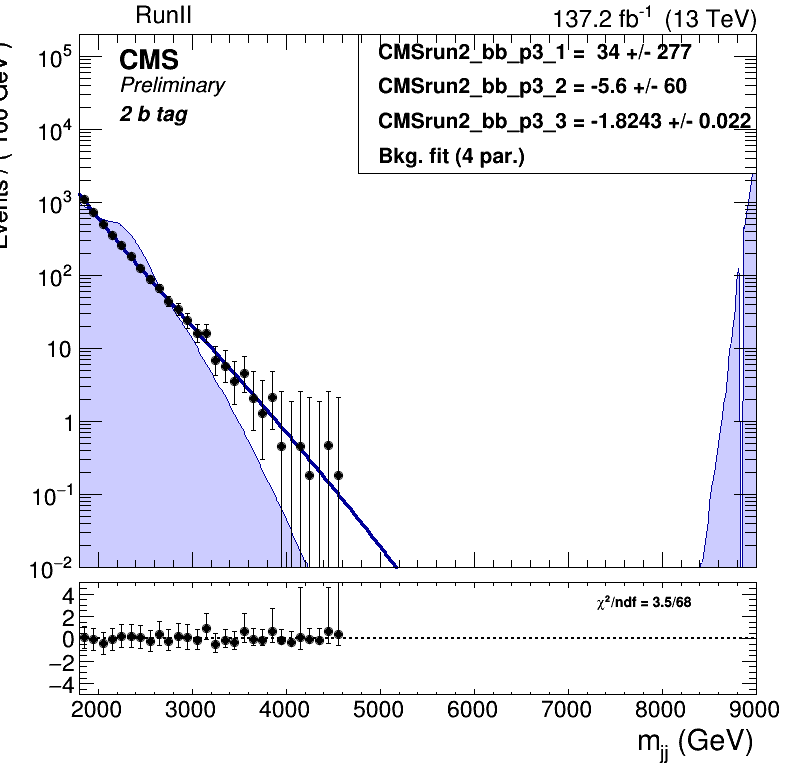 RunII
137.2 fb⁻¹ (13 TeV)
CMS
Preliminary
2 b tag
CMSrun2_bb_p3_1 = 34 +/- 277
CMSrun2_bb_p3_2 = -5.6 +/- 60
CMSrun2_bb_p3_3 = -1.8243 +/- 0.022
Bkg. fit (4 par.)
Events / ( 100 GeV )
10⁵
10⁴
10³
10²
10
1
10⁻¹
10⁻²
χ²/ndf = 3.5/68
4
2
0
−2
−4
2000 3000 4000 5000 6000 7000 8000 9000
m_jj (GeV)